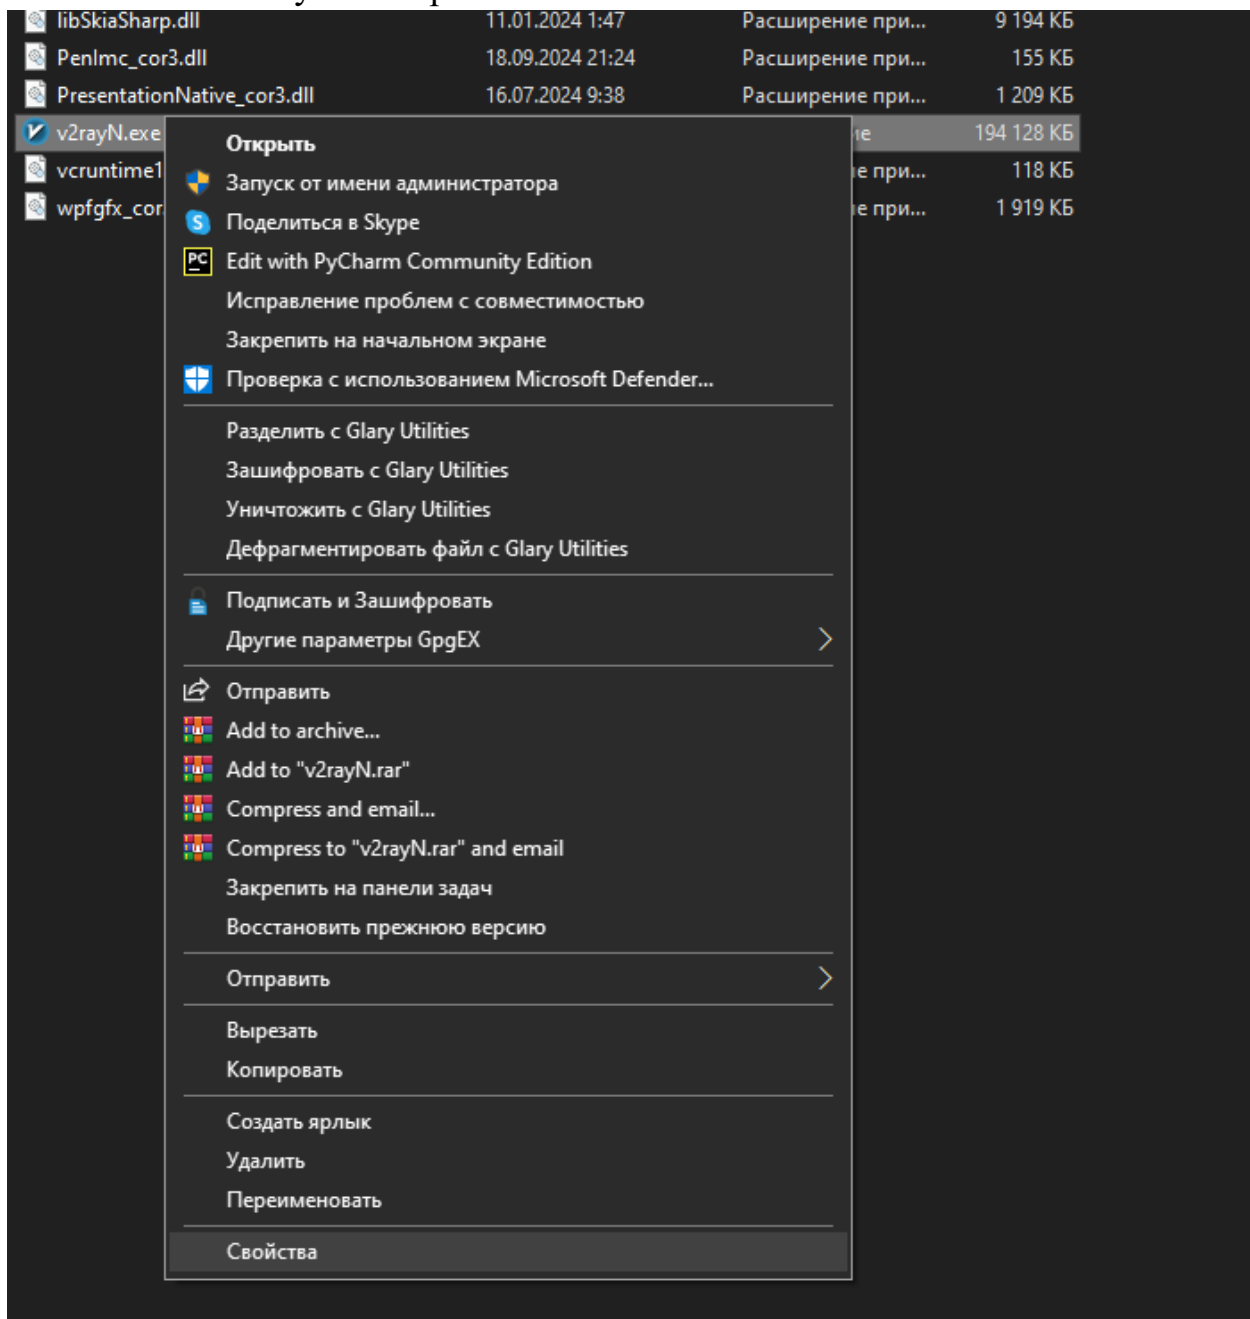 libSkiaSharp.dll 11.01.2024 1:47 Расширение при... 9 194 КБ
PenImc_cor3.dll 18.09.2024 21:24 Расширение при... 155 КБ
PresentationNative_cor3.dll 16.07.2024 9:38 Расширение при... 1 209 КБ
v2rayN.exe 194 128 КБ
vcruntime1 при... 118 КБ
wpfgfx_cor при... 1 919 КБ
Открыть
Запуск от имени администратора
Поделиться в Skype
PC Edit with PyCharm Community Edition
Исправление проблем с совместимостью
Закрепить на начальном экране
Проверка с использованием Microsoft Defender...
Разделить с Glary Utilities
Зашифровать с Glary Utilities
Уничтожить с Glary Utilities
Дефрагментировать файл с Glary Utilities
Подписать и Зашифровать
Другие параметры GpgEX
Отправить
Add to archive...
Add to "v2rayN.rar"
Compress and email...
Compress to "v2rayN.rar" and email
Закрепить на панели задач
Восстановить прежнюю версию
Отправить
Вырезать
Копировать
Создать ярлык
Удалить
Переименовать
Свойства